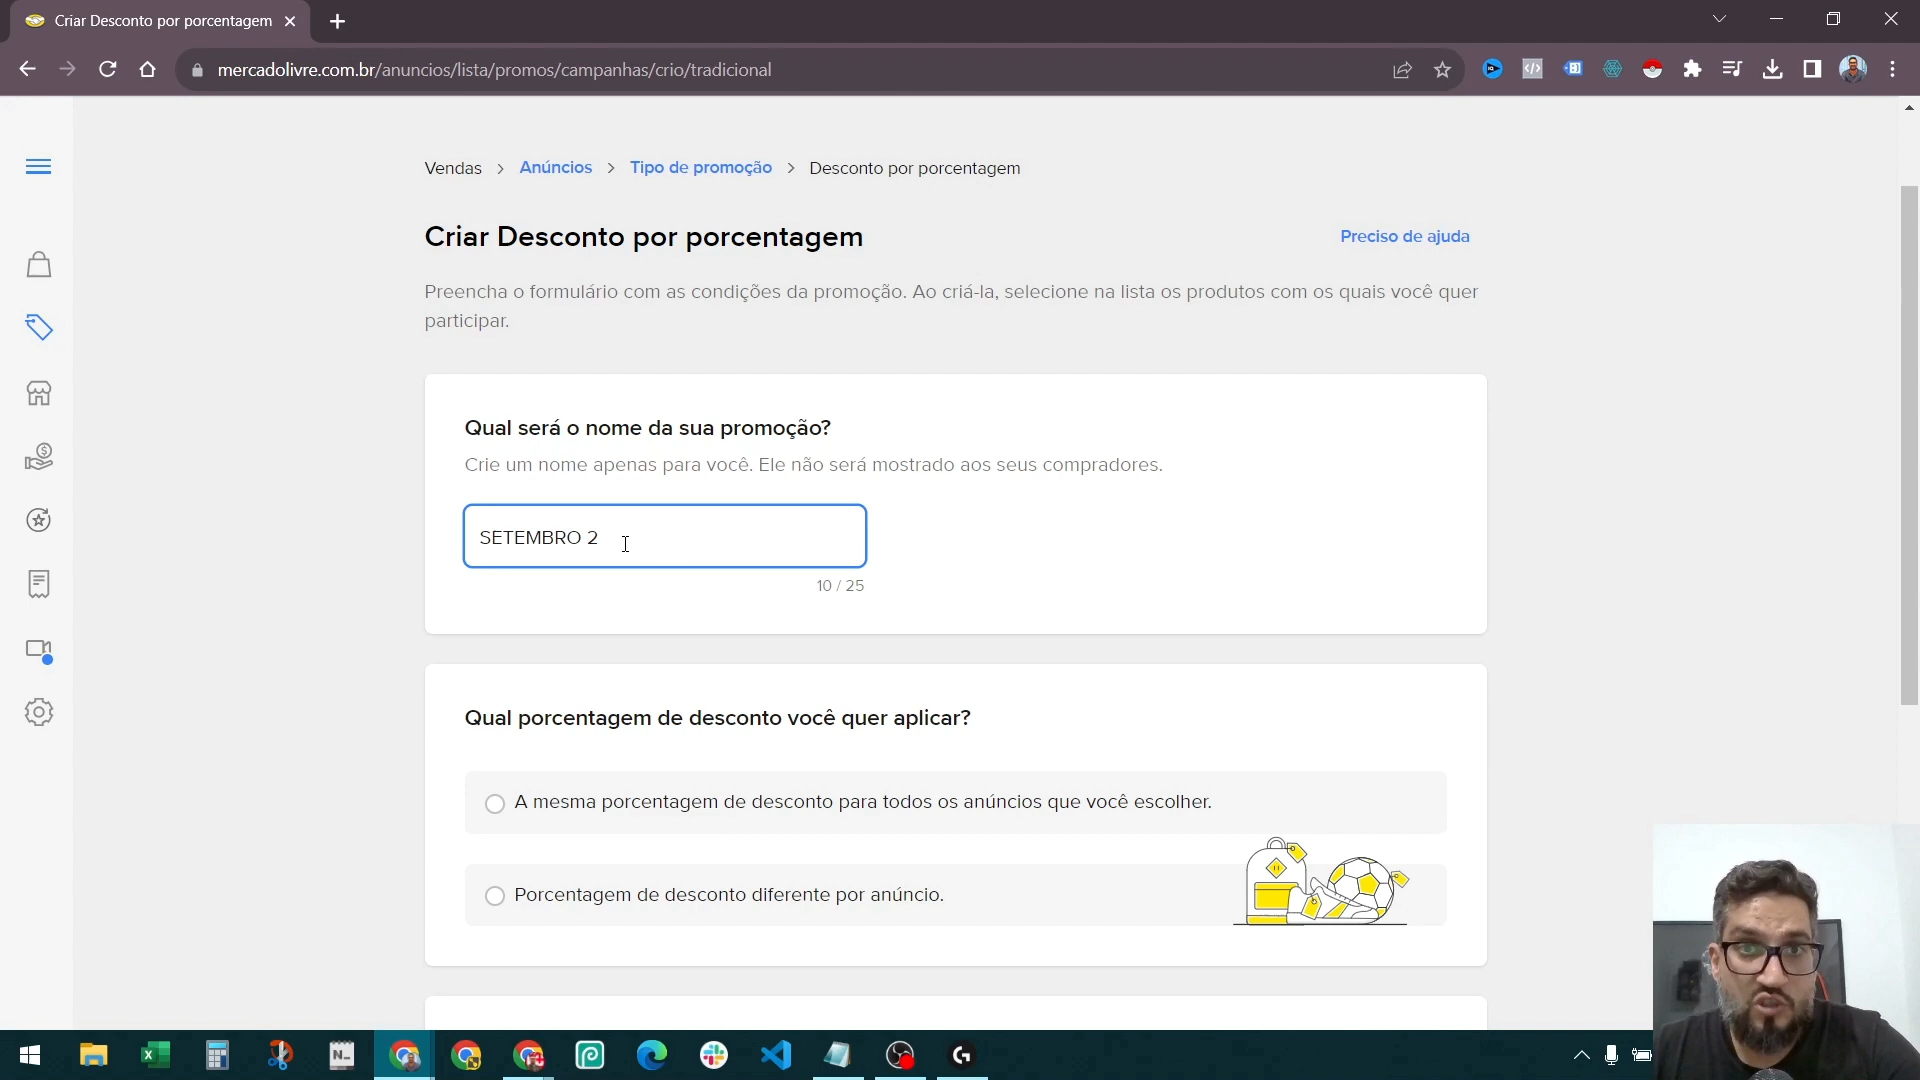 Criar Desconto por porcentagem
mercadolivre.com.br/anuncios/lista/promos/campanhas/crio/tradicional
Vendas > Anúncios > Tipo de promoção > Desconto por porcentagem
Criar Desconto por porcentagem
Preciso de ajuda
Preencha o formulário com as condições da promoção. Ao criá-la, selecione na lista os produtos com os quais você quer
participar.
Qual será o nome da sua promoção?
Crie um nome apenas para você. Ele não será mostrado aos seus compradores.
SETEMBRO 2
10 / 25
Qual porcentagem de desconto você quer aplicar?
A mesma porcentagem de desconto para todos os anúncios que você escolher.
Porcentagem de desconto diferente por anúncio.